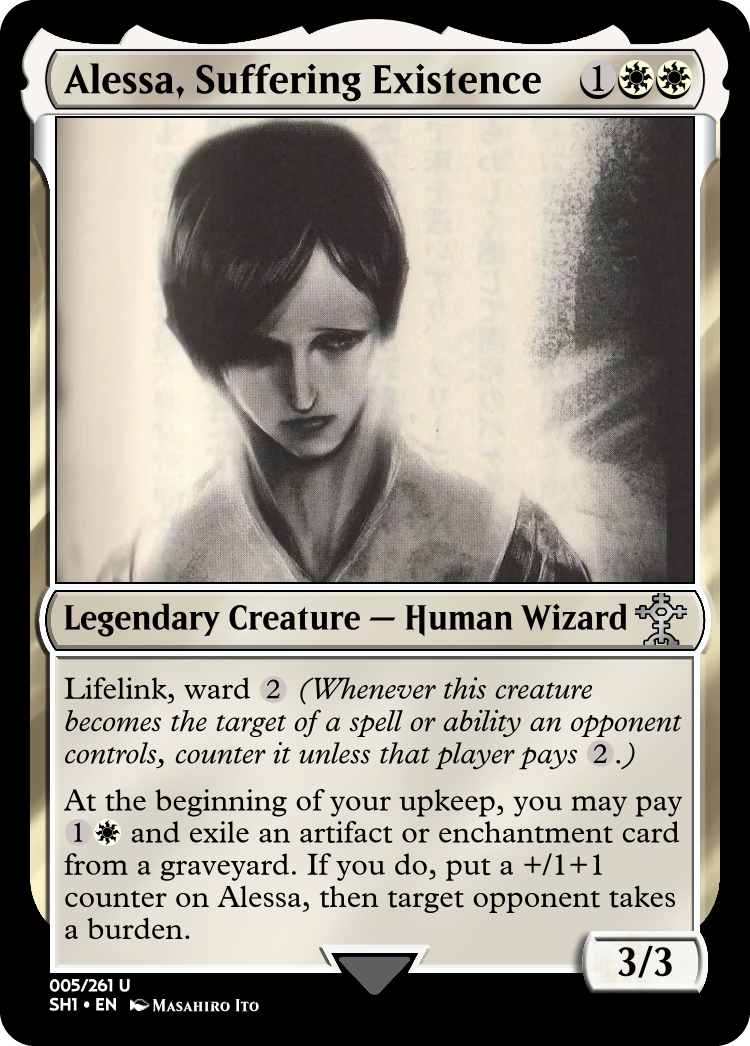 Alessa, Suffering Existence 1
Legendary Creature — Human Wizard
Lifelink, ward 2 (Whenever this creature
becomes the target of a spell or ability an opponent
controls, counter it unless that player pays 2.)
At the beginning of your upkeep, you may pay
1 and exile an artifact or enchantment card
from a graveyard. If you do, put a +/1+1
counter on Alessa, then target opponent takes
a burden.
3/3
005/261 U
SH1 • EN Masahiro Ito